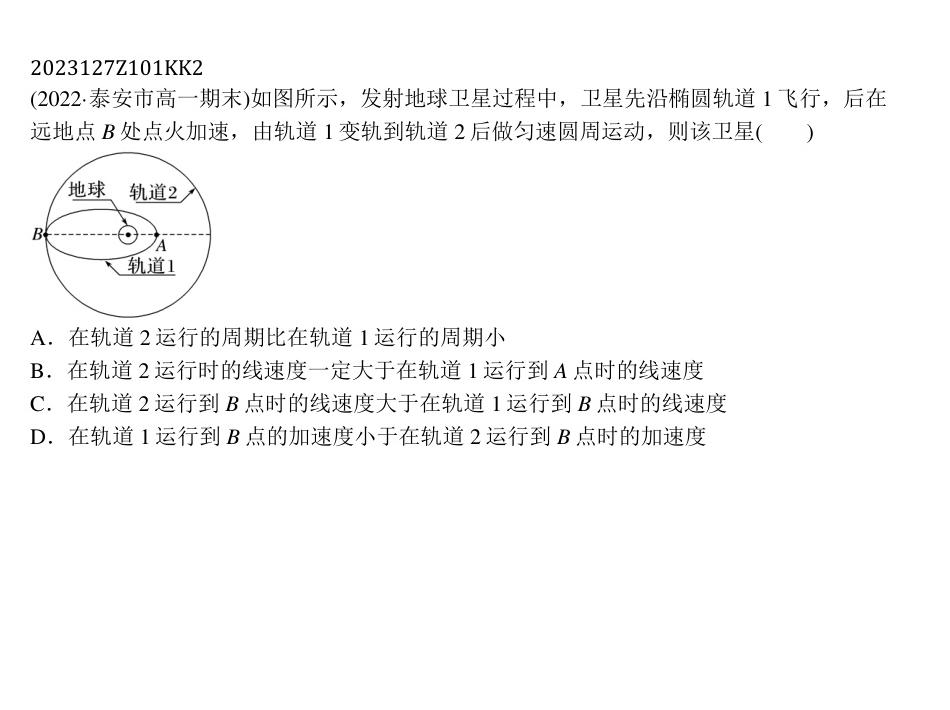 2023127Z101KK2
(2022·泰安市高一期末)如图所示，发射地球卫星过程中，卫星先沿椭圆轨道 1 飞行，后在
远地点 B 处点火加速，由轨道 1 变轨到轨道 2 后做匀速圆周运动，则该卫星(　　)
地球 轨道2
B
A
轨道1
A．在轨道 2 运行的周期比在轨道 1 运行的周期小
B．在轨道 2 运行时的线速度一定大于在轨道 1 运行到 A 点时的线速度
C．在轨道 2 运行到 B 点时的线速度大于在轨道 1 运行到 B 点时的线速度
D．在轨道 1 运行到 B 点的加速度小于在轨道 2 运行到 B 点时的加速度